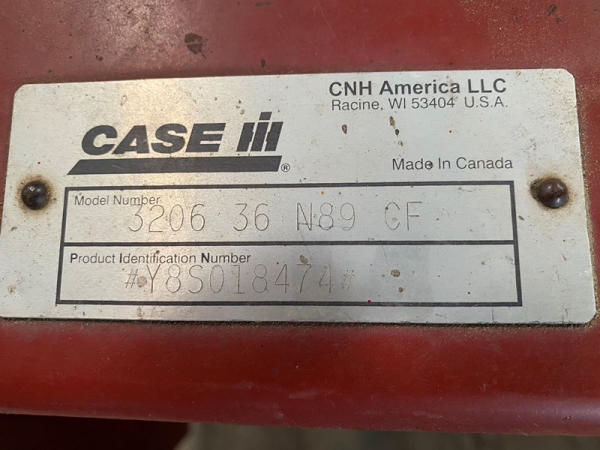 CNH America LLC
Racine, WI 53404 U.S.A.
CASE IH ®
Made In Canada
Model Number
3206 36 N89 CF
Product Identification Number
#Y8S018474#